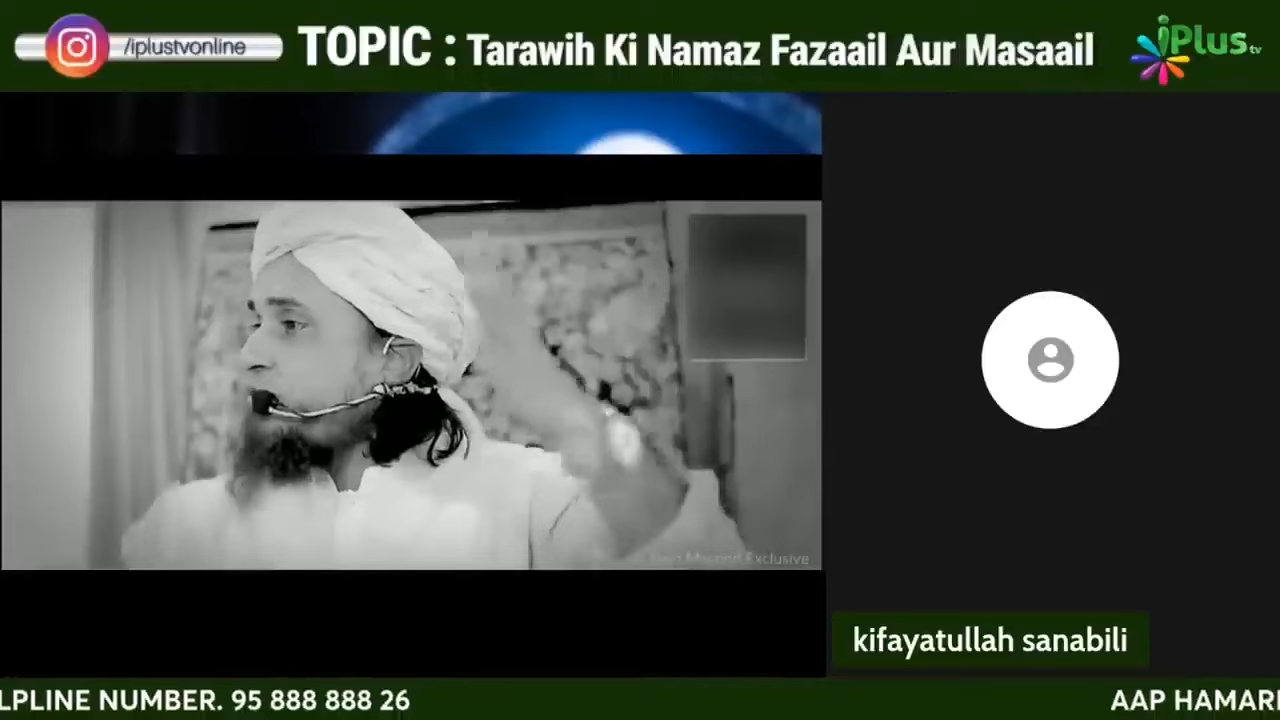 /iplustvonline
TOPIC : Tarawih Ki Namaz Fazaail Aur Masaail
iPlus tv
Exclusive
kifayatullah sanabili
LPLINE NUMBER. 95 888 888 26
AAP HAMARI